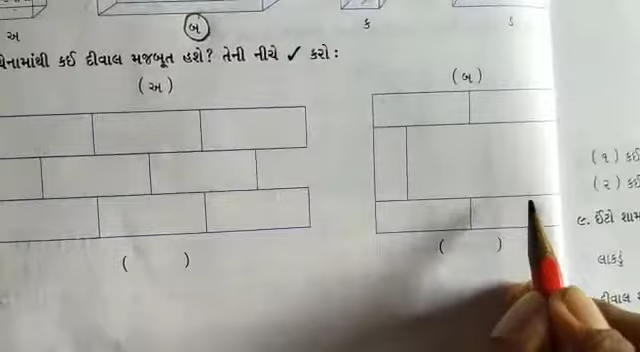 અ બ ક ડ
કઈ દીવાલ મજબૂત હશે? તેની નીચે ✓ કરો :
(અ) (બ)
(૧) કઈ
(૨) કઈ
૯. ઈંટો
લાકડું
દીવાલ
( ) ( )